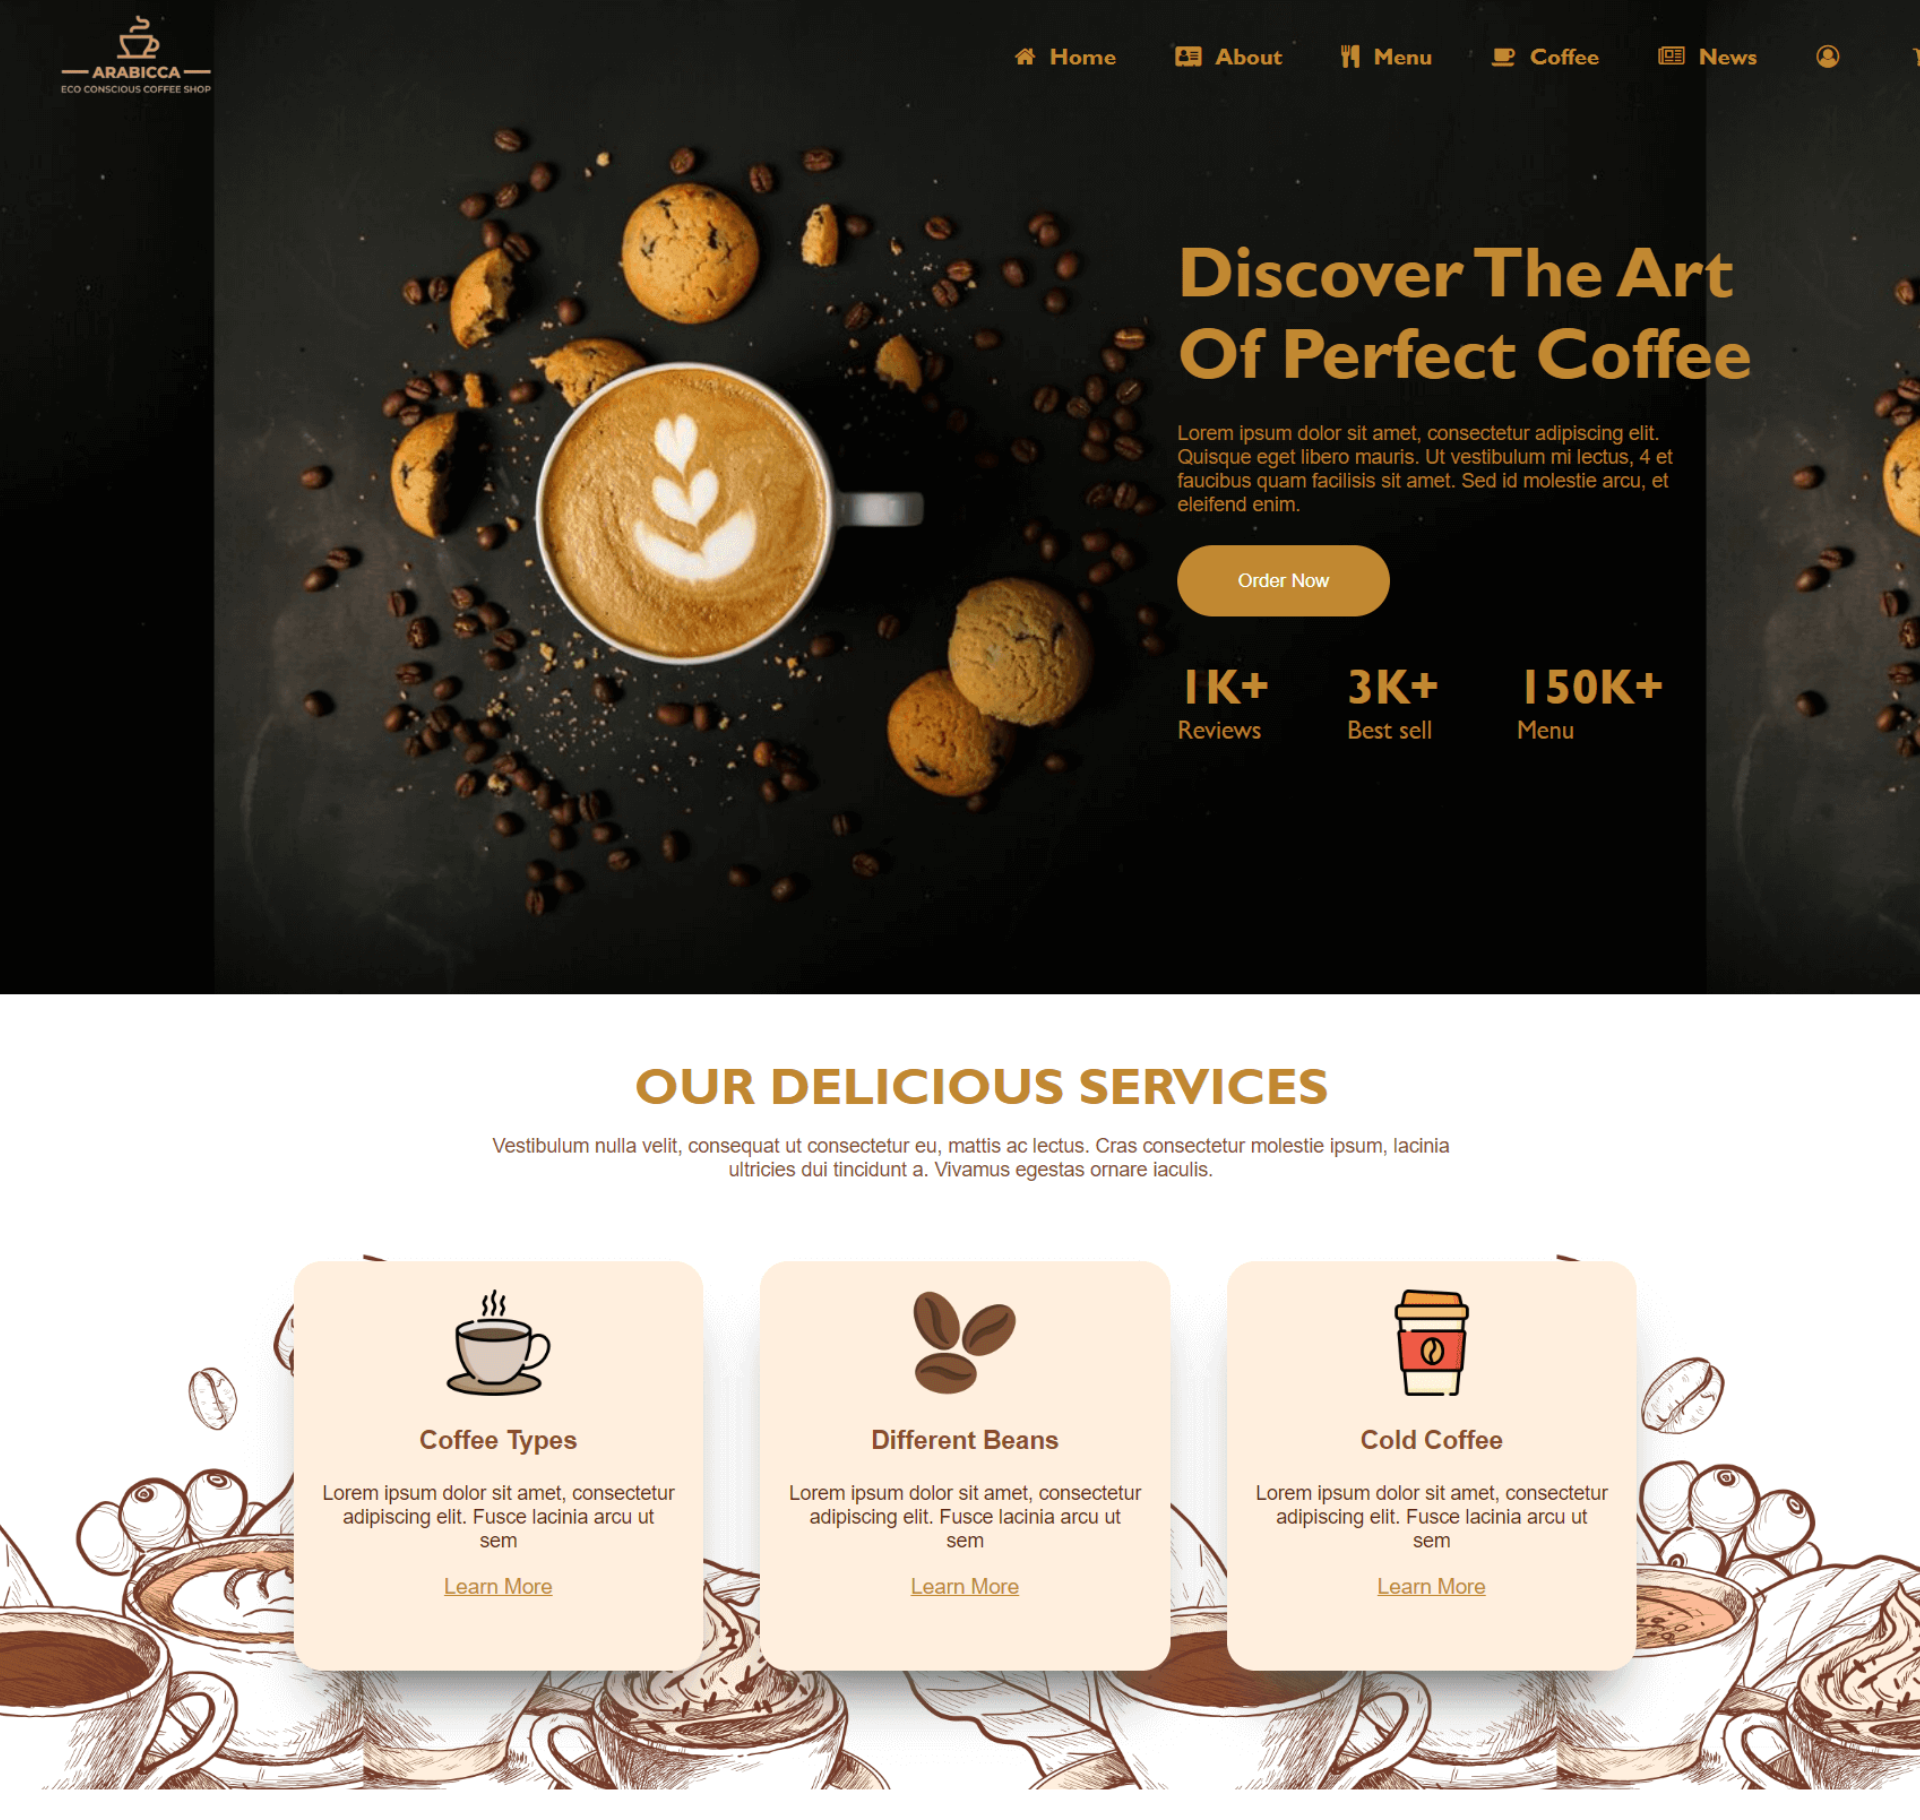 ARABICCA
ECO CONSCIOUS COFFEE SHOP
Home About Menu Coffee News
Discover The Art
Of Perfect Coffee
Lorem ipsum dolor sit amet, consectetur adipiscing elit.
Quisque eget libero mauris. Ut vestibulum mi lectus, 4 et
faucibus quam facilisis sit amet. Sed id molestie arcu, et
eleifend enim.
Order Now
1K+ 3K+ 150K+
Reviews Best sell Menu
OUR DELICIOUS SERVICES
Vestibulum nulla velit, consequat ut consectetur eu, mattis ac lectus. Cras consectetur molestie ipsum, lacinia
ultricies dui tincidunt a. Vivamus egestas ornare iaculis.
Coffee Types
Lorem ipsum dolor sit amet, consectetur
adipiscing elit. Fusce lacinia arcu ut
sem
Learn More
Different Beans
Lorem ipsum dolor sit amet, consectetur
adipiscing elit. Fusce lacinia arcu ut
sem
Learn More
Cold Coffee
Lorem ipsum dolor sit amet, consectetur
adipiscing elit. Fusce lacinia arcu ut
sem
Learn More